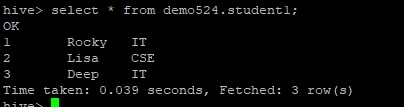 hive> select * from demo524.student1;
OK
1 Rocky IT
2 Lisa CSE
3 Deep IT
Time taken: 0.039 seconds, Fetched: 3 row(s)
hive>